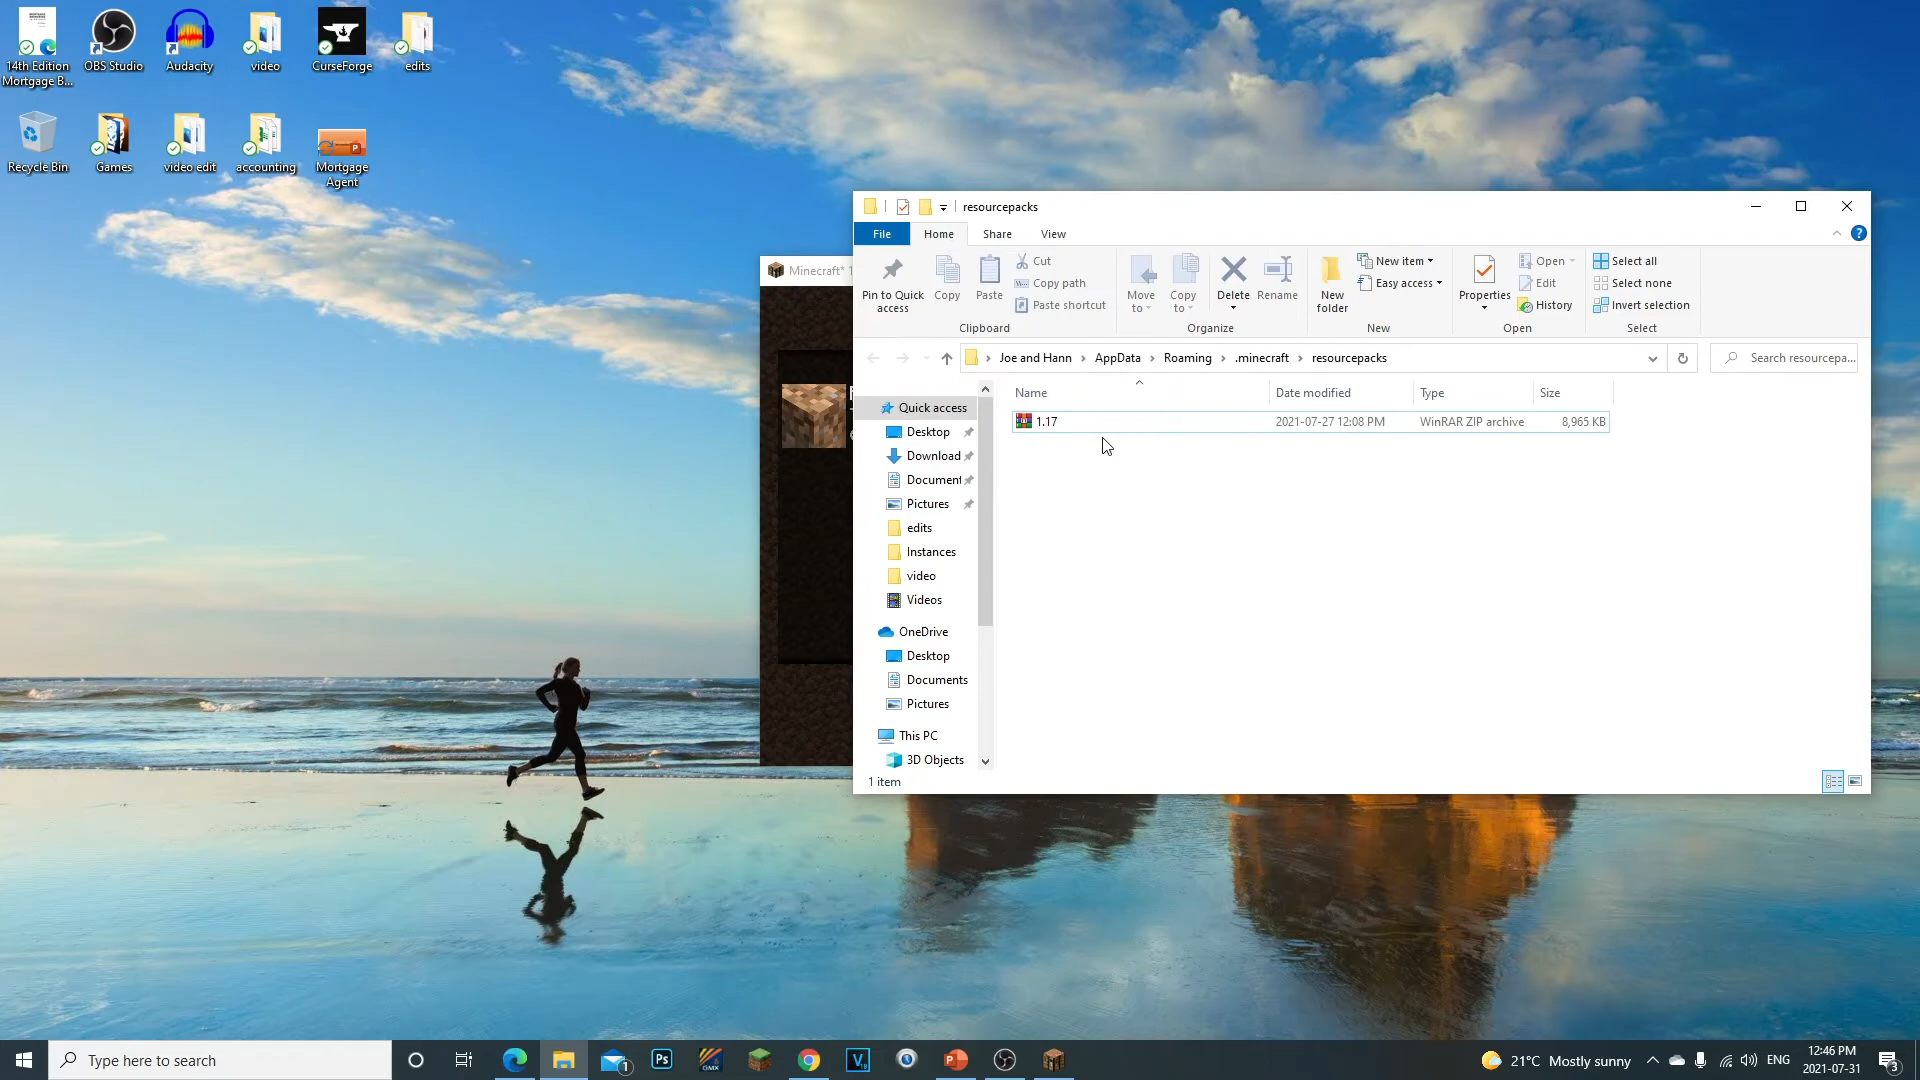 14th Edition
Mortgage B...
OBS Studio
Audacity
video
CurseForge
edits
Recycle Bin
Games
video edit
accounting
Mortgage
Agent
Minecraft* 1
resourcepacks
File
Home
Share
View
Pin to Quick
access
Copy
Paste
Cut
Copy path
Paste shortcut
Clipboard
Move
to
Copy
to
Delete
Rename
Organize
New
folder
New item
Easy access
New
Properties
Open
Edit
History
Open
Select all
Select none
Invert selection
Select
Joe and Hann > AppData > Roaming > .minecraft > resourcepacks
Search resourcepa...
Name
Date modified
Type
Size
1.17
2021-07-27 12:08 PM
WinRAR ZIP archive
8,965 KB
Quick access
Desktop
Download
Document
Pictures
edits
Instances
video
Videos
OneDrive
Desktop
Documents
Pictures
This PC
3D Objects
1 item
Type here to search
1
Ps
GMX
V
P
21°C Mostly sunny
ENG
12:46 PM
2021-07-31
3